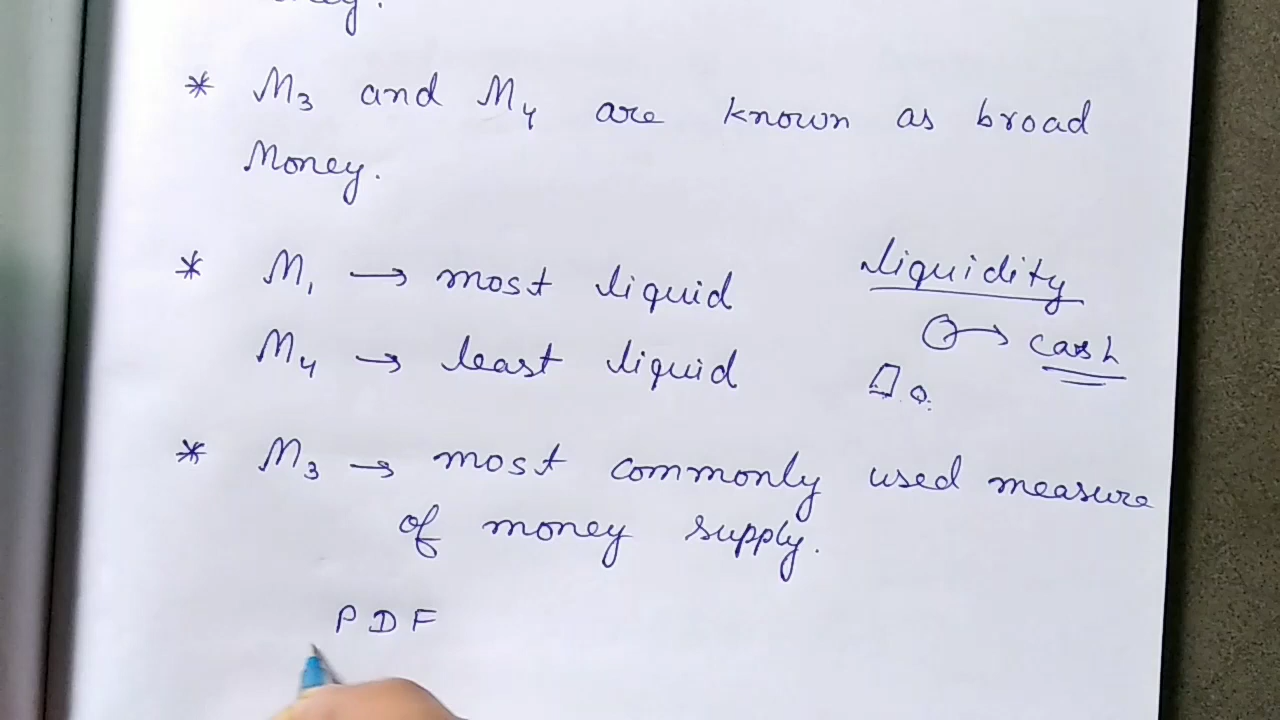 * M₃ and M₄ are known as broad
Money.
* M₁ → most liquid
M₄ → least liquid
liquidity
→ cash
* M₃ → most commonly used measure
of money supply.
PDF